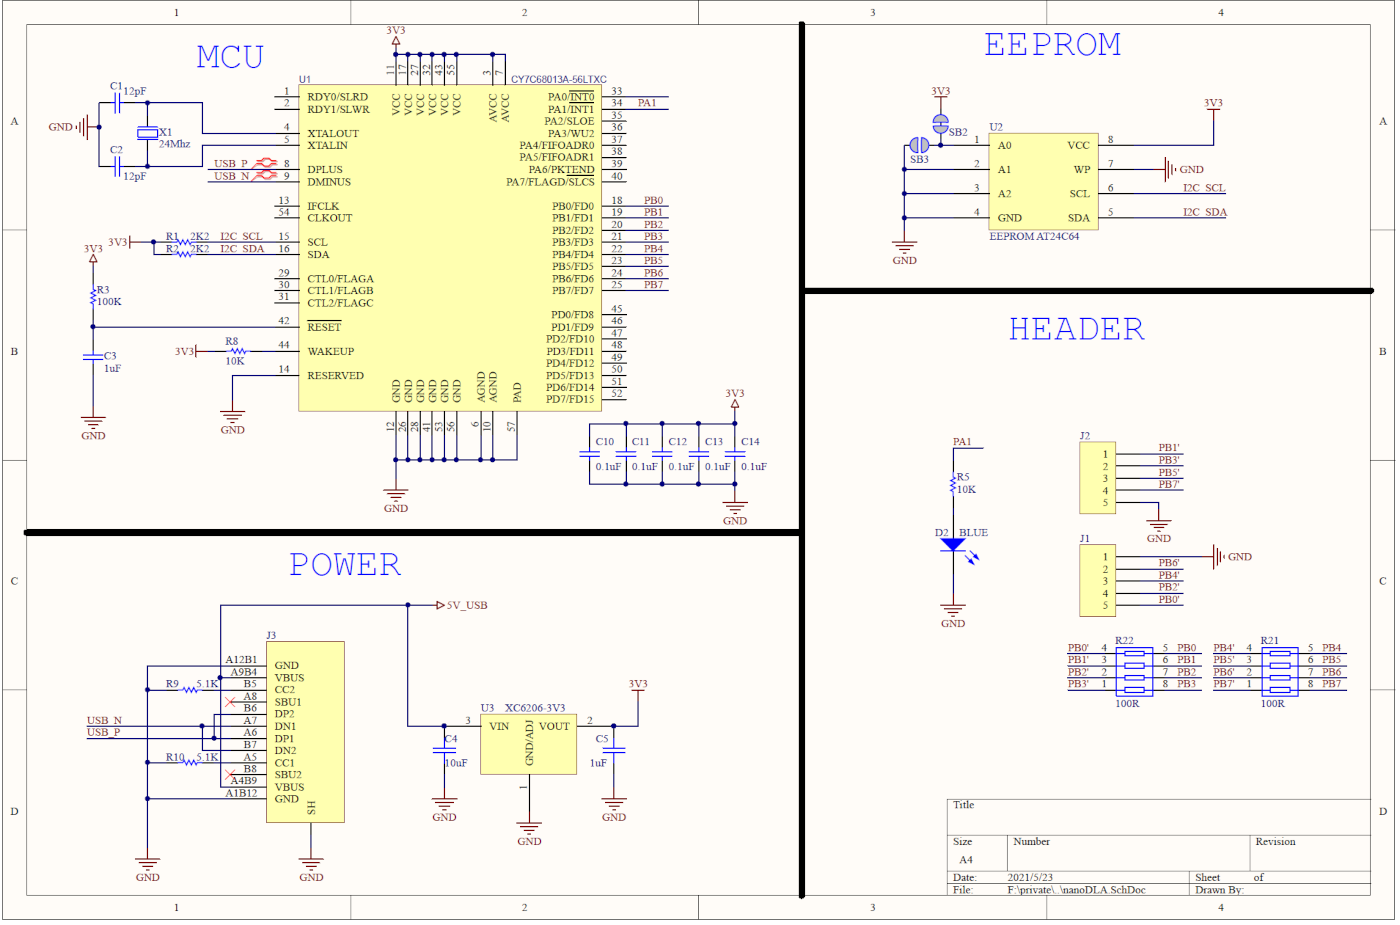 1 2 3 4
A
B
C
D
MCU
3V3
11 17 27 32 43 55 3 7
U1
CY7C68013A-56LTXC
VCC VCC VCC VCC VCC VCC AVCC AVCC
C1 12pF
GND
X1
24Mhz
C2
12pF
1 RDY0/SLRD
2 RDY1/SLWR
4 XTALOUT
5 XTALIN
USB_P 8 DPLUS
USB_N 9 DMINUS
13 IFCLK
54 CLKOUT
3V3
R1 2K2 I2C_SCL 15 SCL
R2 2K2 I2C_SDA 16 SDA
29 CTL0/FLAGA
30 CTL1/FLAGB
31 CTL2/FLAGC
3V3
R3
100K
42 RESET
C3
1uF
GND
3V3 R8
10K
44 WAKEUP
14 RESERVED
GND
PA0/INT0 33
PA1/INT1 34 PA1
PA2/SLOE 35
PA3/WU2 36
PA4/FIFOADR0 37
PA5/FIFOADR1 38
PA6/PKTEND 39
PA7/FLAGD/SLCS 40
PB0/FD0 18 PB0
PB1/FD1 19 PB1
PB2/FD2 20 PB2
PB3/FD3 21 PB3
PB4/FD4 22 PB4
PB5/FD5 23 PB5
PB6/FD6 24 PB6
PB7/FD7 25 PB7
PD0/FD8 45
PD1/FD9 46
PD2/FD10 47
PD3/FD11 48
PD4/FD12 49
PD5/FD13 50
PD6/FD14 51
PD7/FD15 52
GND GND GND GND GND GND AGND AGND PAD
12 26 28 41 53 56 6 10 57
GND
3V3
C10 C11 C12 C13 C14
0.1uF 0.1uF 0.1uF 0.1uF 0.1uF
GND
EEPROM
3V3
SB2
SB3
3V3
U2
1 A0 VCC 8
2 A1 WP 7 GND
3 A2 SCL 6 I2C_SCL
4 GND SDA 5 I2C_SDA
EEPROM AT24C64
GND
HEADER
PA1
R5
10K
D2 BLUE
GND
J2
1 PB1'
2 PB3'
3 PB5'
4 PB7'
5
GND
J1
1 GND
2 PB6'
3 PB4'
4 PB2'
5 PB0'
R22
PB0' 4 5 PB0
PB1' 3 6 PB1
PB2' 2 7 PB2
PB3' 1 8 PB3
100R
R21
PB4' 4 5 PB4
PB5' 3 6 PB5
PB6' 2 7 PB6
PB7' 1 8 PB7
100R
POWER
5V_USB
J3
A12B1 GND
A9B4 VBUS
R9 5.1K B5 CC2
A8 SBU1
B6 DP2
USB_N A7 DN1
USB_P A6 DP1
B7 DN2
R10 5.1K A5 CC1
B8 SBU2
A4B9 VBUS
A1B12 GND
SH
GND
GND
C4
10uF
GND
U3 XC6206-3V3
3 VIN VOUT 2
GND/ADJ
1
GND
3V3
C5
1uF
GND
Title
Size
A4
Number
Revision
Date: 2021/5/23 Sheet of
File: F:\private\..\nanoDLA.SchDoc Drawn By:
1 2 3 4
A
B
C
D